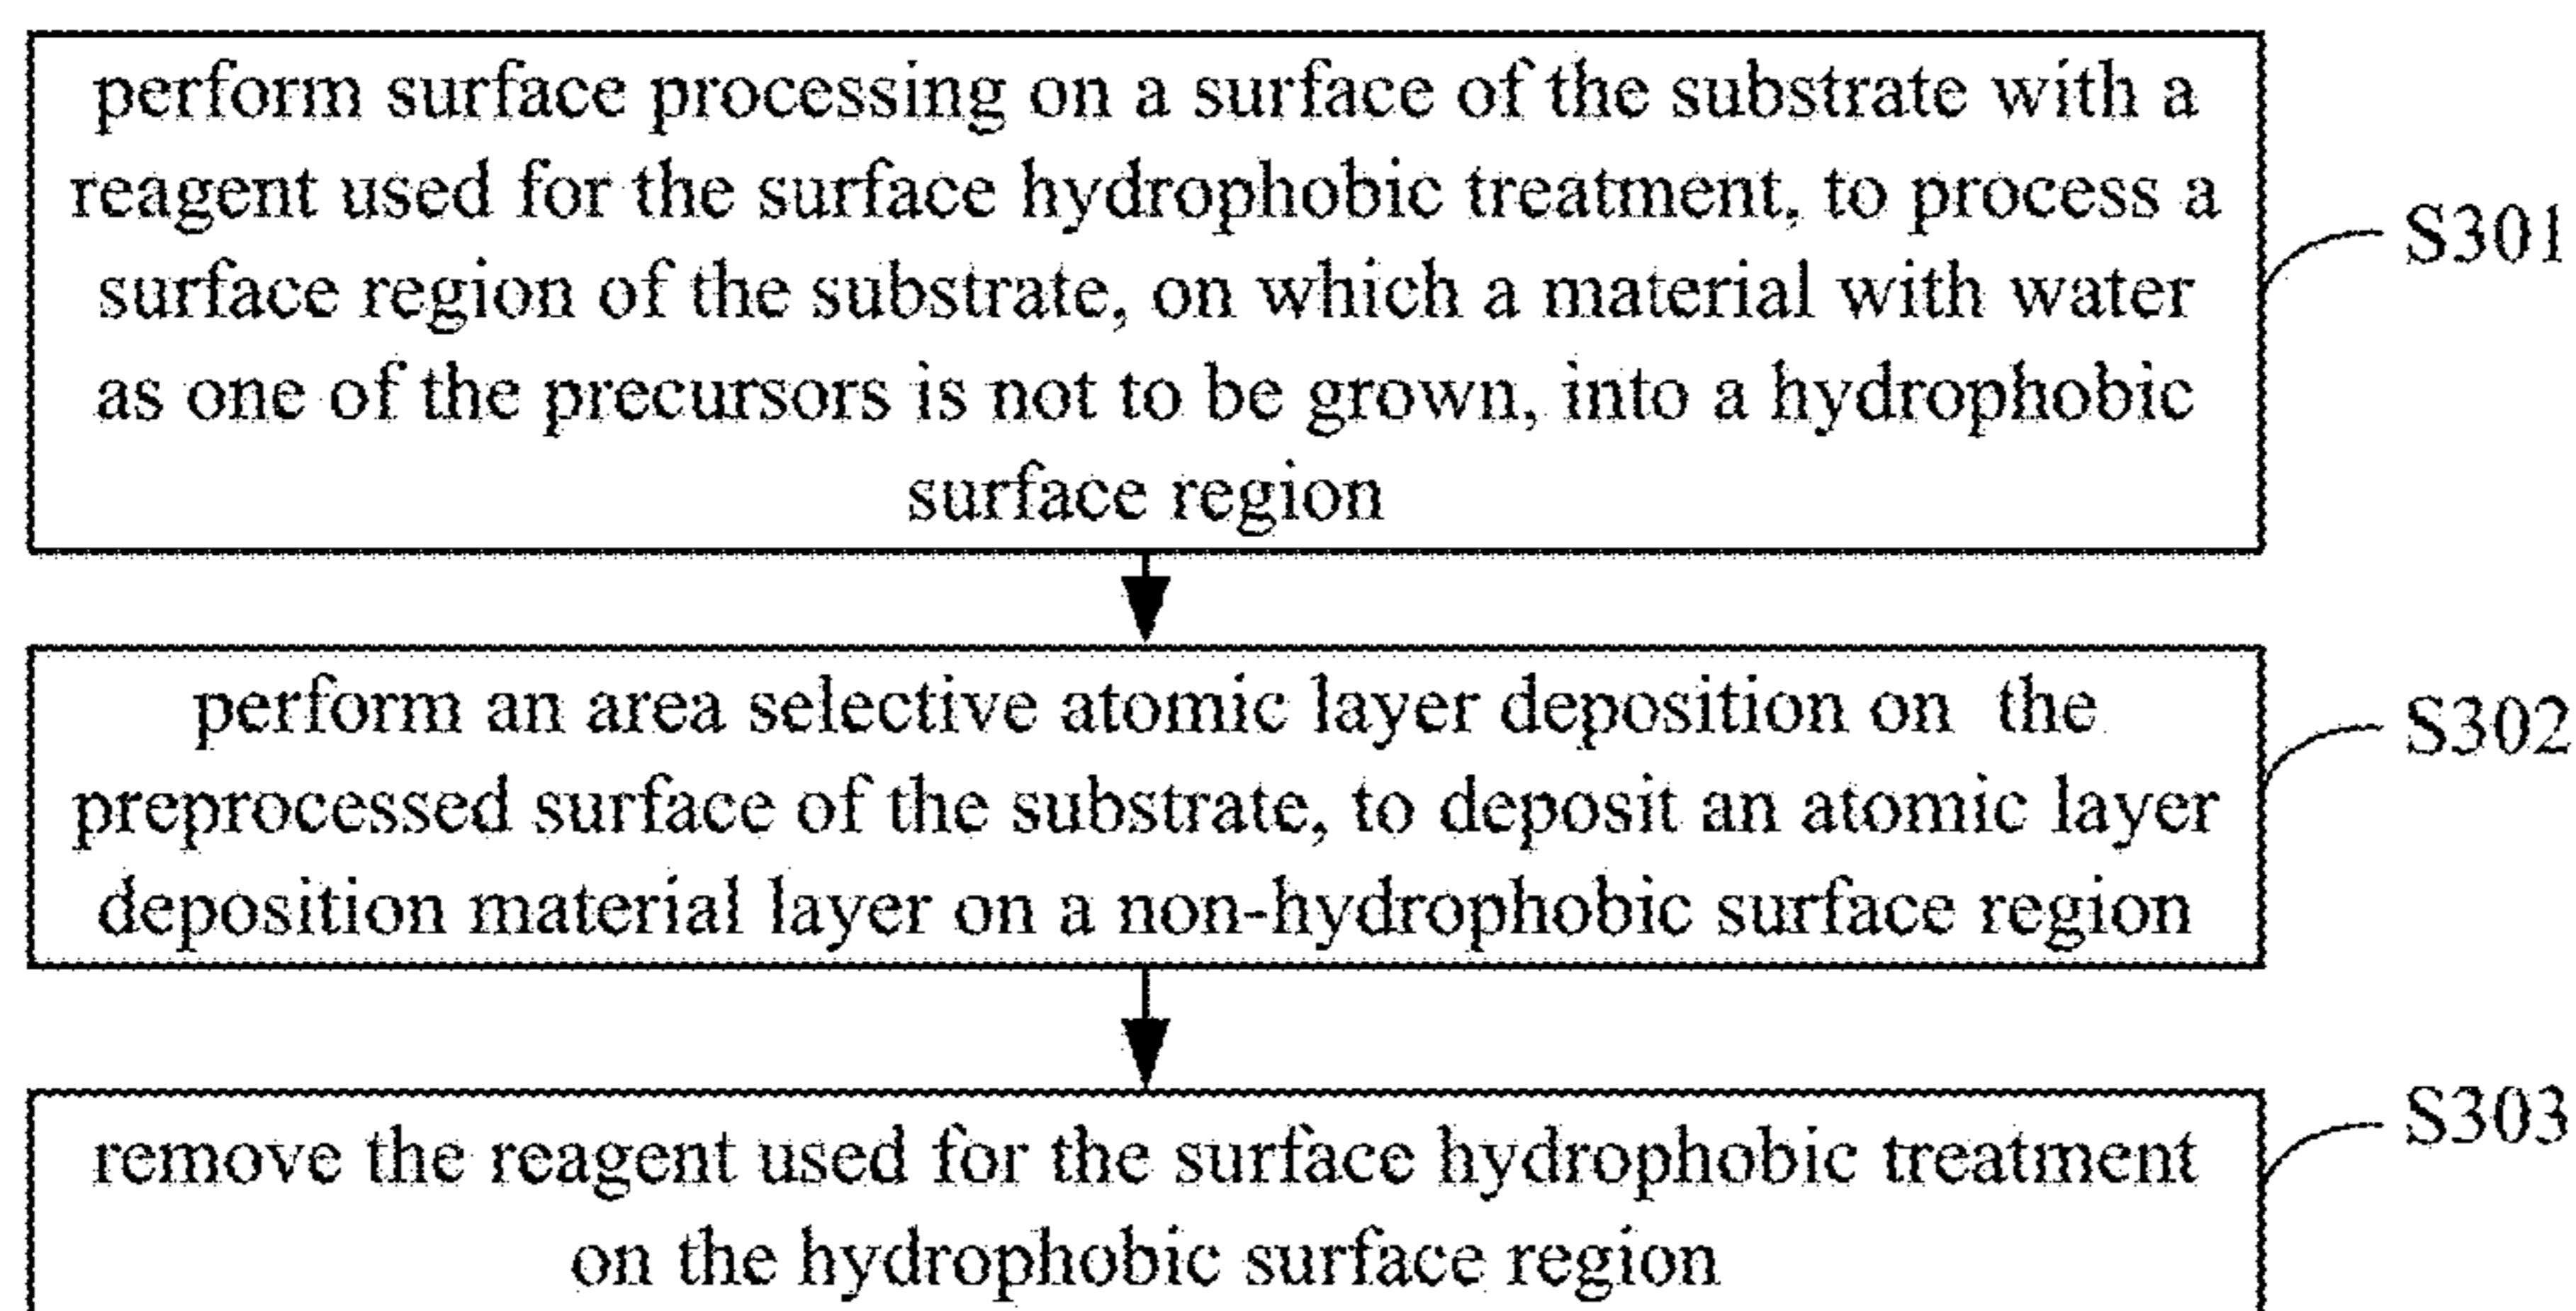 perform surface processing on a surface of the substrate with a
reagent used for the surface hydrophobic treatment, to process a
surface region of the substrate, on which a material with water
as one of the precursors is not to be grown, into a hydrophobic
surface region
S301
perform an area selective atomic layer deposition on the
preprocessed surface of the substrate, to deposit an atomic layer
deposition material layer on a non-hydrophobic surface region
S302
remove the reagent used for the surface hydrophobic treatment
on the hydrophobic surface region
S303